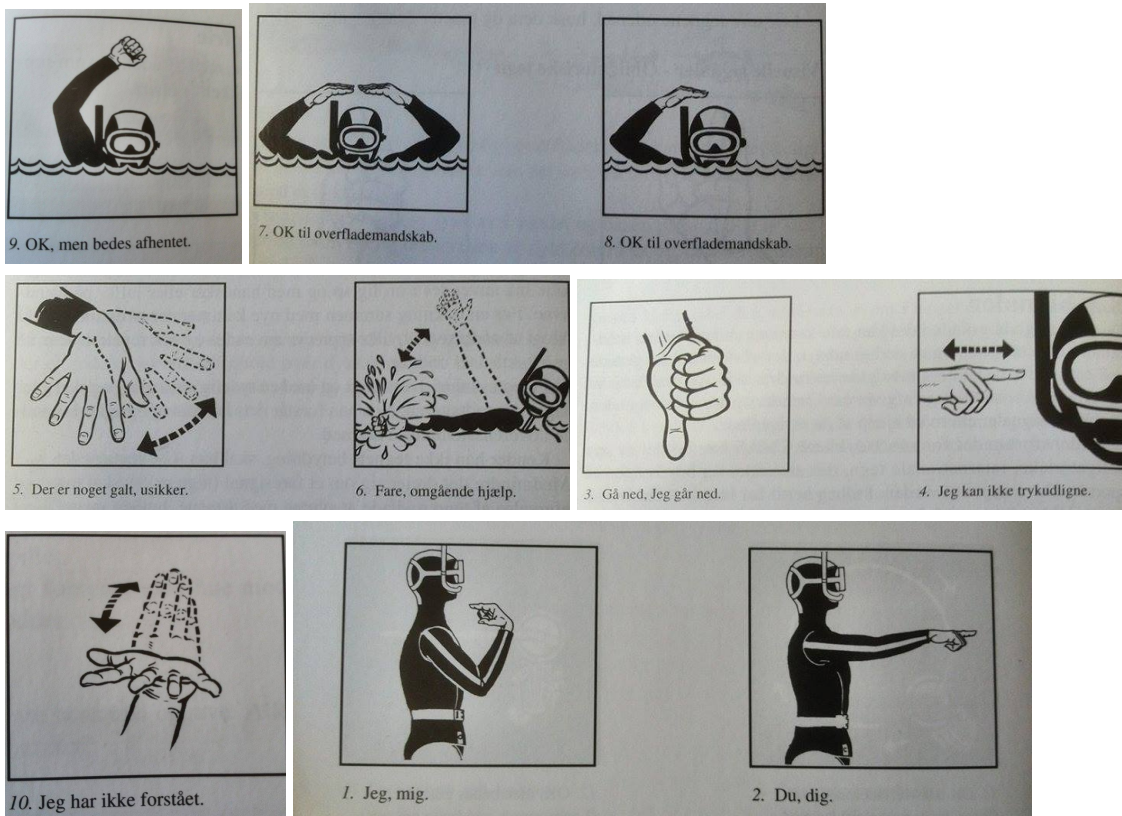 9. OK, men bedes afhentet.
7. OK til overflademandskab.
8. OK til overflademandskab.
5. Der er noget galt, usikker.
6. Fare, omgående hjælp.
3. Gå ned, Jeg går ned.
4. Jeg kan ikke trykudligne.
10. Jeg har ikke forstået.
1. Jeg, mig.
2. Du, dig.